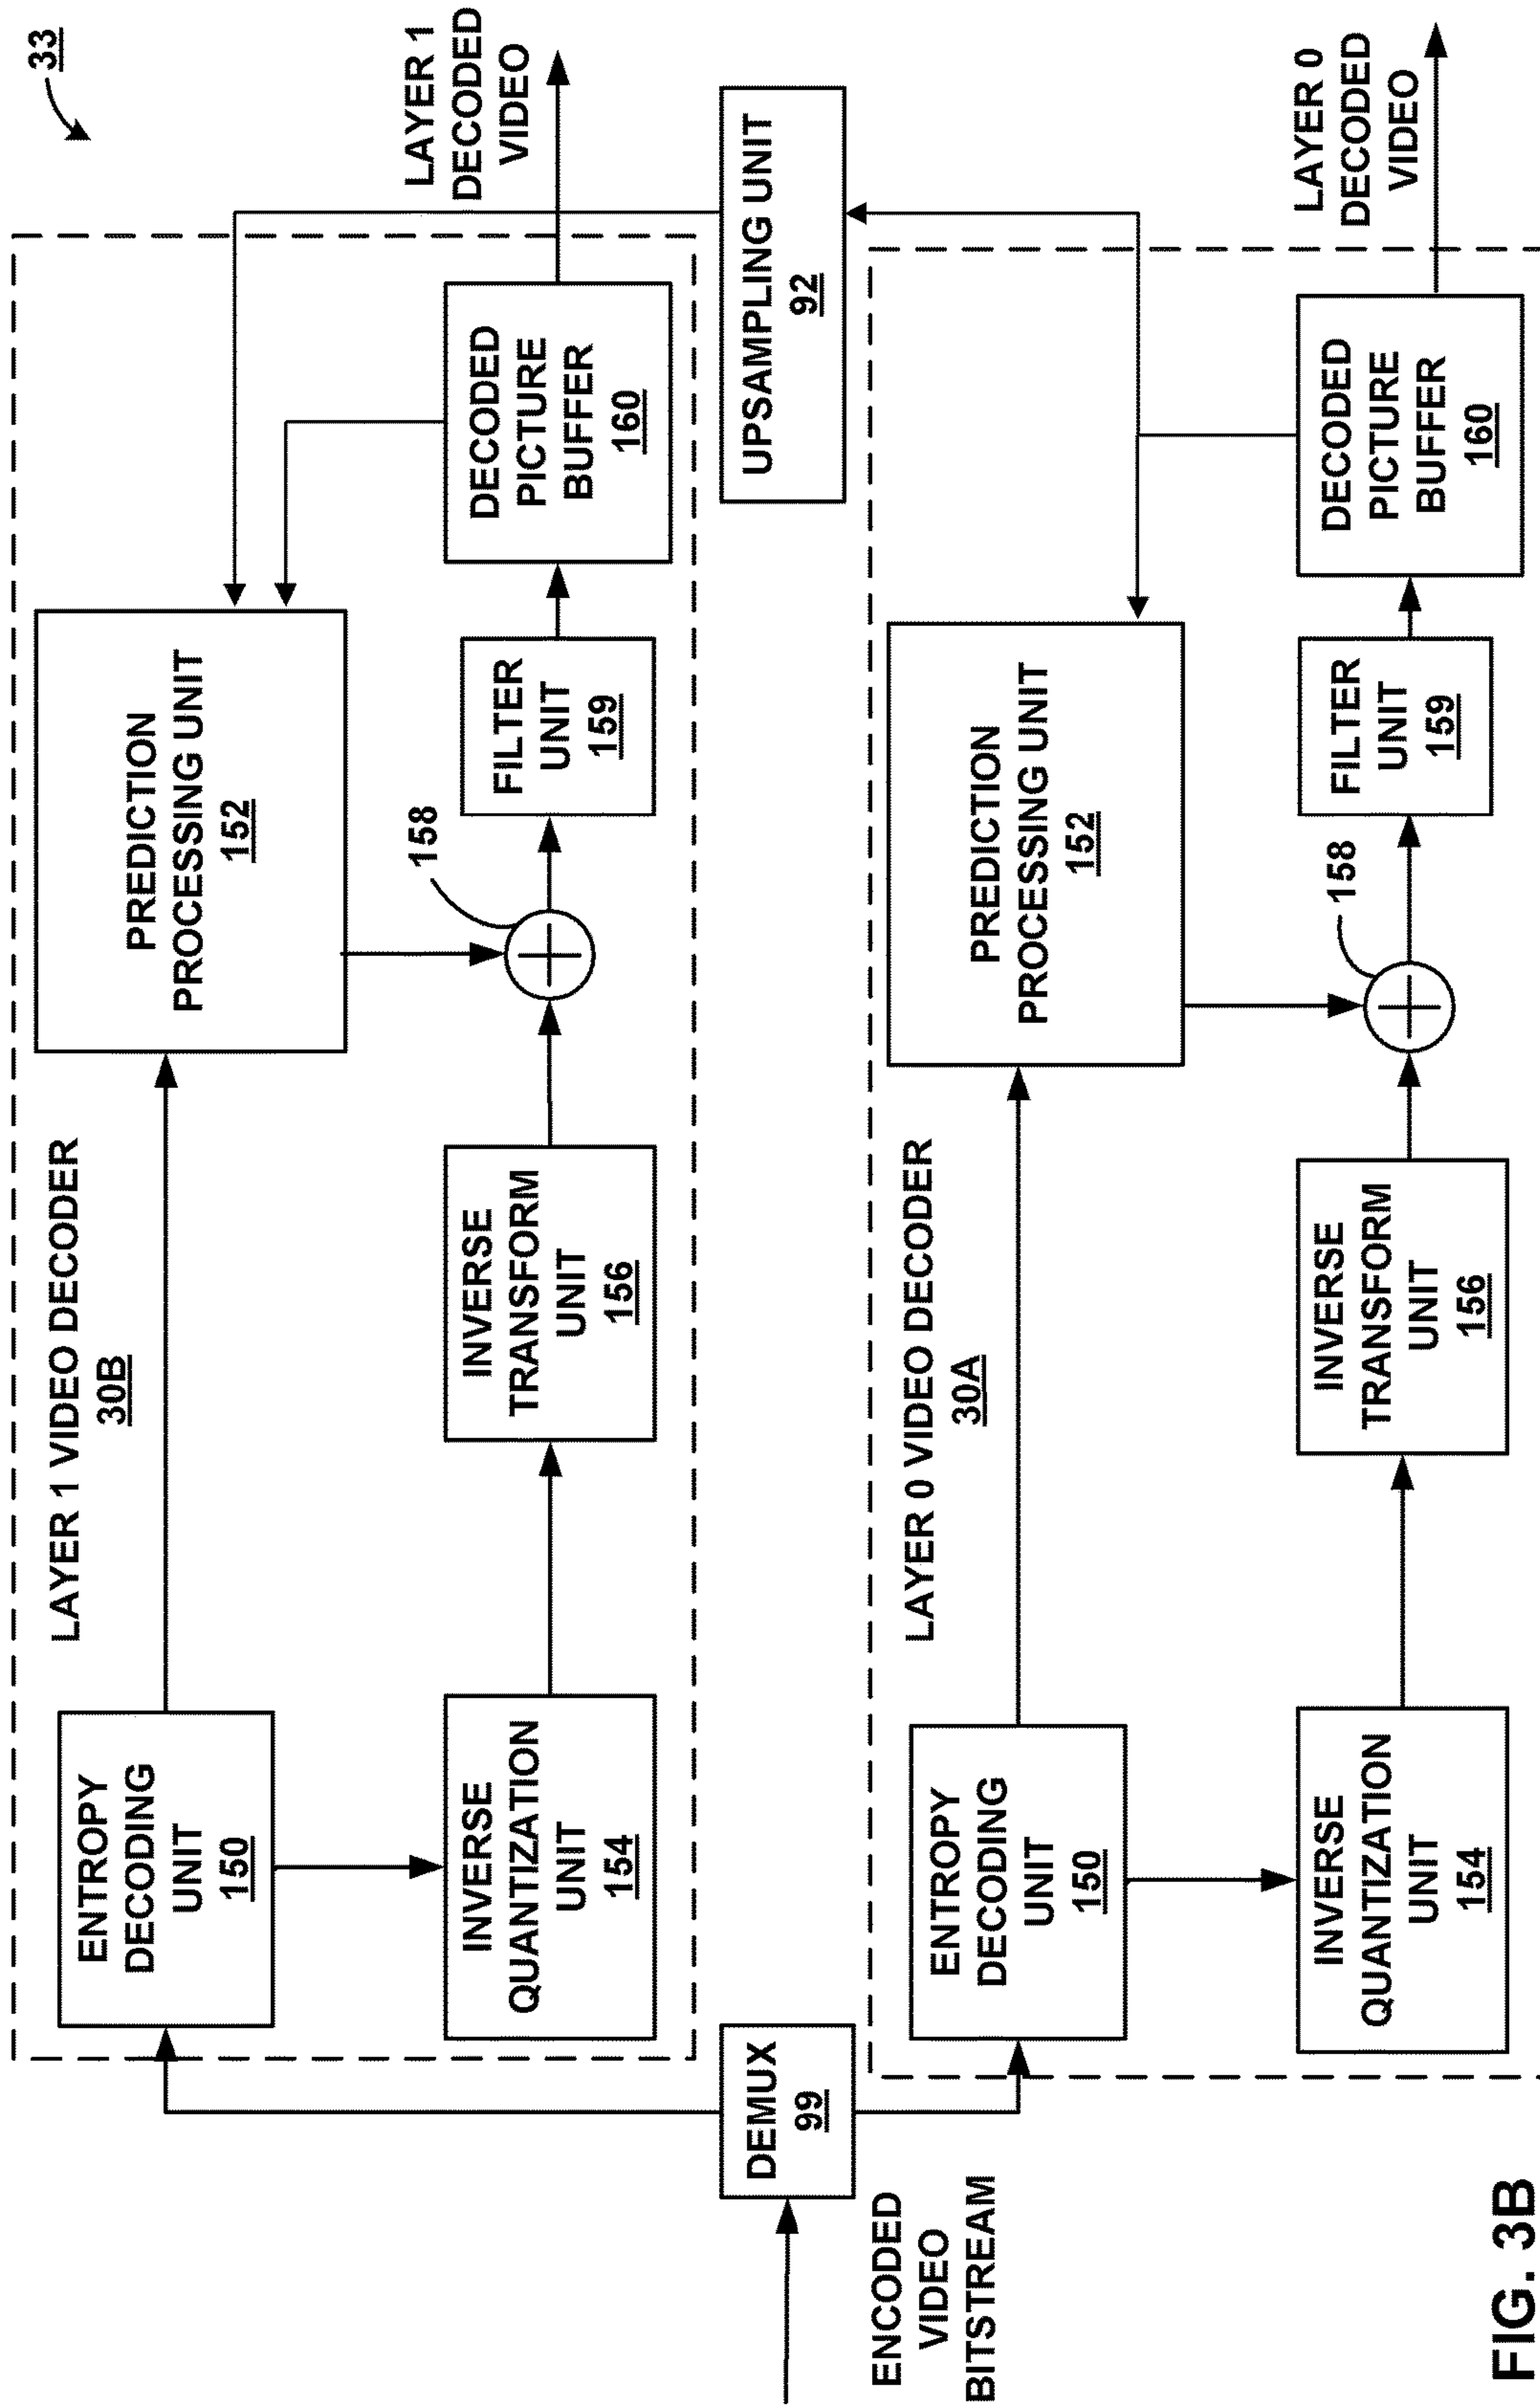 33
LAYER 1 VIDEO DECODER
30B
ENTROPY
DECODING
UNIT
150
PREDICTION
PROCESSING UNIT
152
INVERSE
QUANTIZATION
UNIT
154
INVERSE
TRANSFORM
UNIT
156
158
FILTER
UNIT
159
DECODED
PICTURE
BUFFER
160
LAYER 1
DECODED
VIDEO
DEMUX
99
UPSAMPLING UNIT
92
ENCODED
VIDEO
BITSTREAM
LAYER 0 VIDEO DECODER
30A
ENTROPY
DECODING
UNIT
150
PREDICTION
PROCESSING UNIT
152
INVERSE
QUANTIZATION
UNIT
154
INVERSE
TRANSFORM
UNIT
156
158
FILTER
UNIT
159
DECODED
PICTURE
BUFFER
160
LAYER 0
DECODED
VIDEO
FIG. 3B